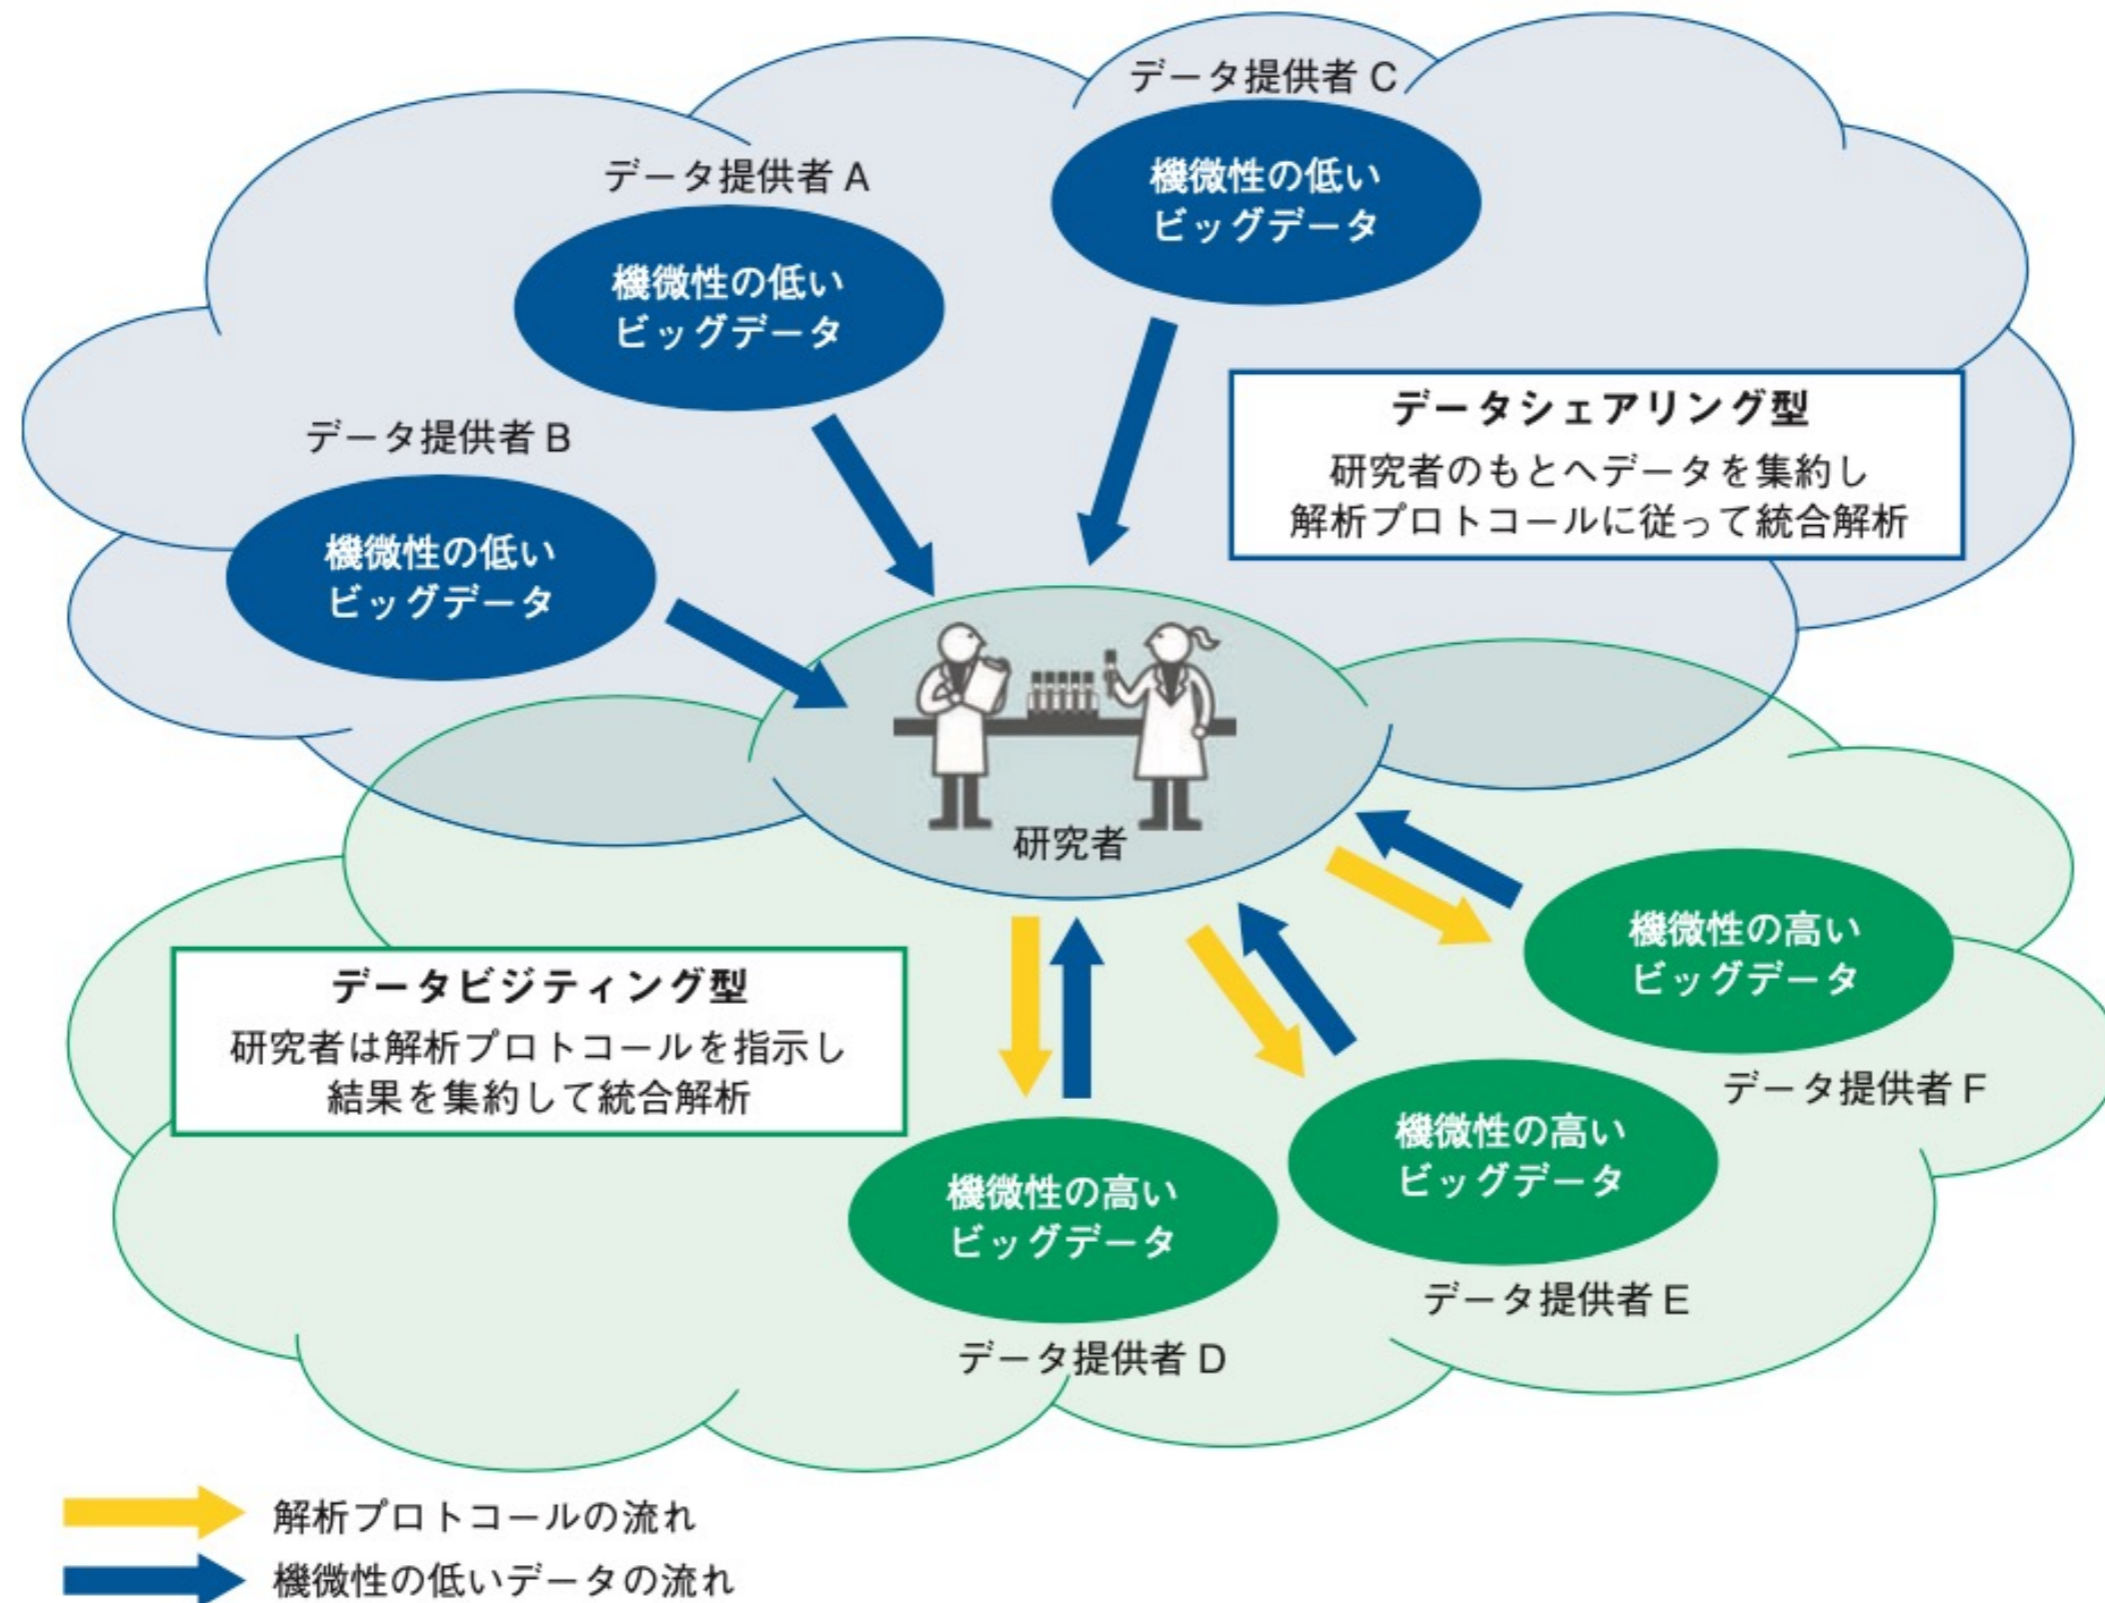 データ提供者 C
機微性の低い
ビッグデータ
データ提供者 A
機微性の低い
ビッグデータ
データ提供者 B
機微性の低い
ビッグデータ
データシェアリング型
研究者のもとへデータを集約し
解析プロトコールに従って統合解析
研究者
データビジティング型
研究者は解析プロトコールを指示し
結果を集約して統合解析
機微性の高い
ビッグデータ
データ提供者 F
機微性の高い
ビッグデータ
データ提供者 E
機微性の高い
ビッグデータ
データ提供者 D
解析プロトコールの流れ
機微性の低いデータの流れ